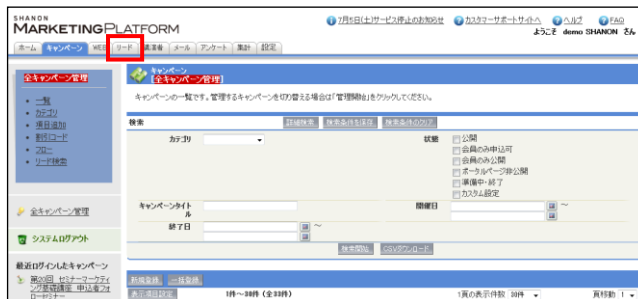 SHANON
MARKETING PLATFORM
7月5日(土)サービス停止のお知らせ カスタマーサポートサイトへ ヘルプ FAQ
ようこそ demo SHANON さん
ホーム キャンペーン WEB リード 講演者 メール アンケート 集計 設定
全キャンペーン管理
一覧
カテゴリ
項目追加
割引コード
フロー
リード検索
全キャンペーン管理
システムログアウト
最近ログインしたキャンペーン
第20回 セミナーマーケティ
ング基礎講座 申込者フォ
ローセミナー
キャンペーン
[全キャンペーン管理]
キャンペーンの一覧です。管理するキャンペーンを切り替える場合は「管理開始」をクリックしてください。
検索 詳細検索 検索条件を保存 検索条件のクリア
カテゴリ
状態
公開
会員のみ申込可
会員のみ公開
ポータルページ非公開
準備中・終了
カスタム設定
キャンペーンタイト
ル
開催日 ～
終了日 ～
検索開始 CSVダウンロード
新規登録 一括登録
表示項目設定 1件～30件 (全33件) 1頁の表示件数 30件 頁移動 1